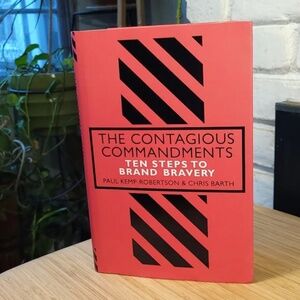 THE CONTAGIOUS
COMMANDMENTS
TEN STEPS TO
BRAND BRAVERY
PAUL KEMP-ROBERTSON & CHRIS BARTH